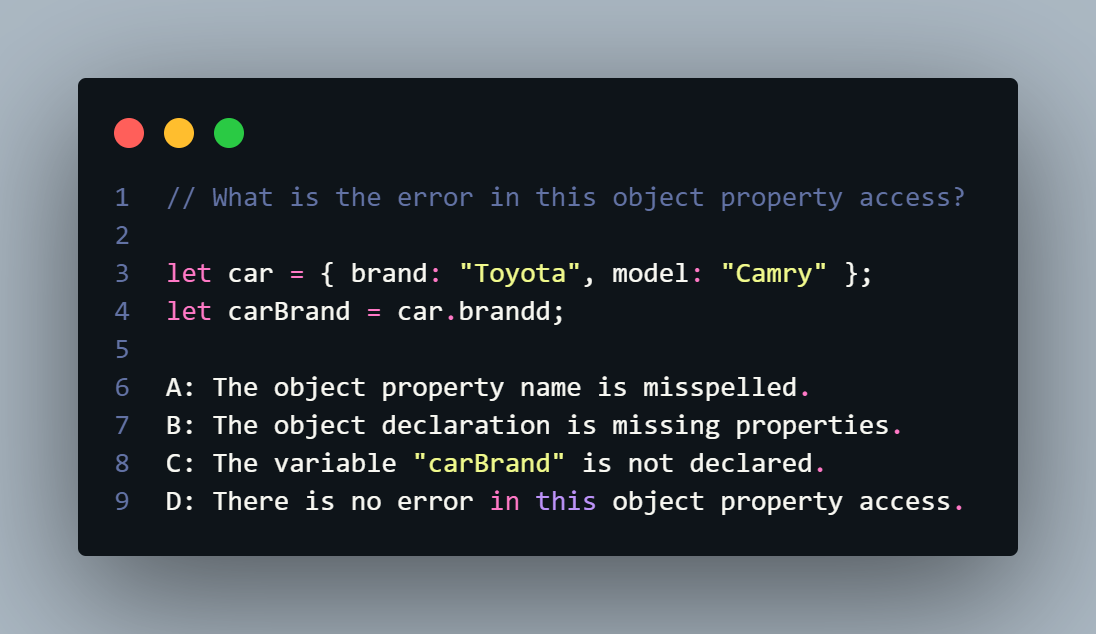 1 // What is the error in this object property access?
2
3 let car = { brand: "Toyota", model: "Camry" };
4 let carBrand = car.brandd;
5
6 A: The object property name is misspelled.
7 B: The object declaration is missing properties.
8 C: The variable "carBrand" is not declared.
9 D: There is no error in this object property access.